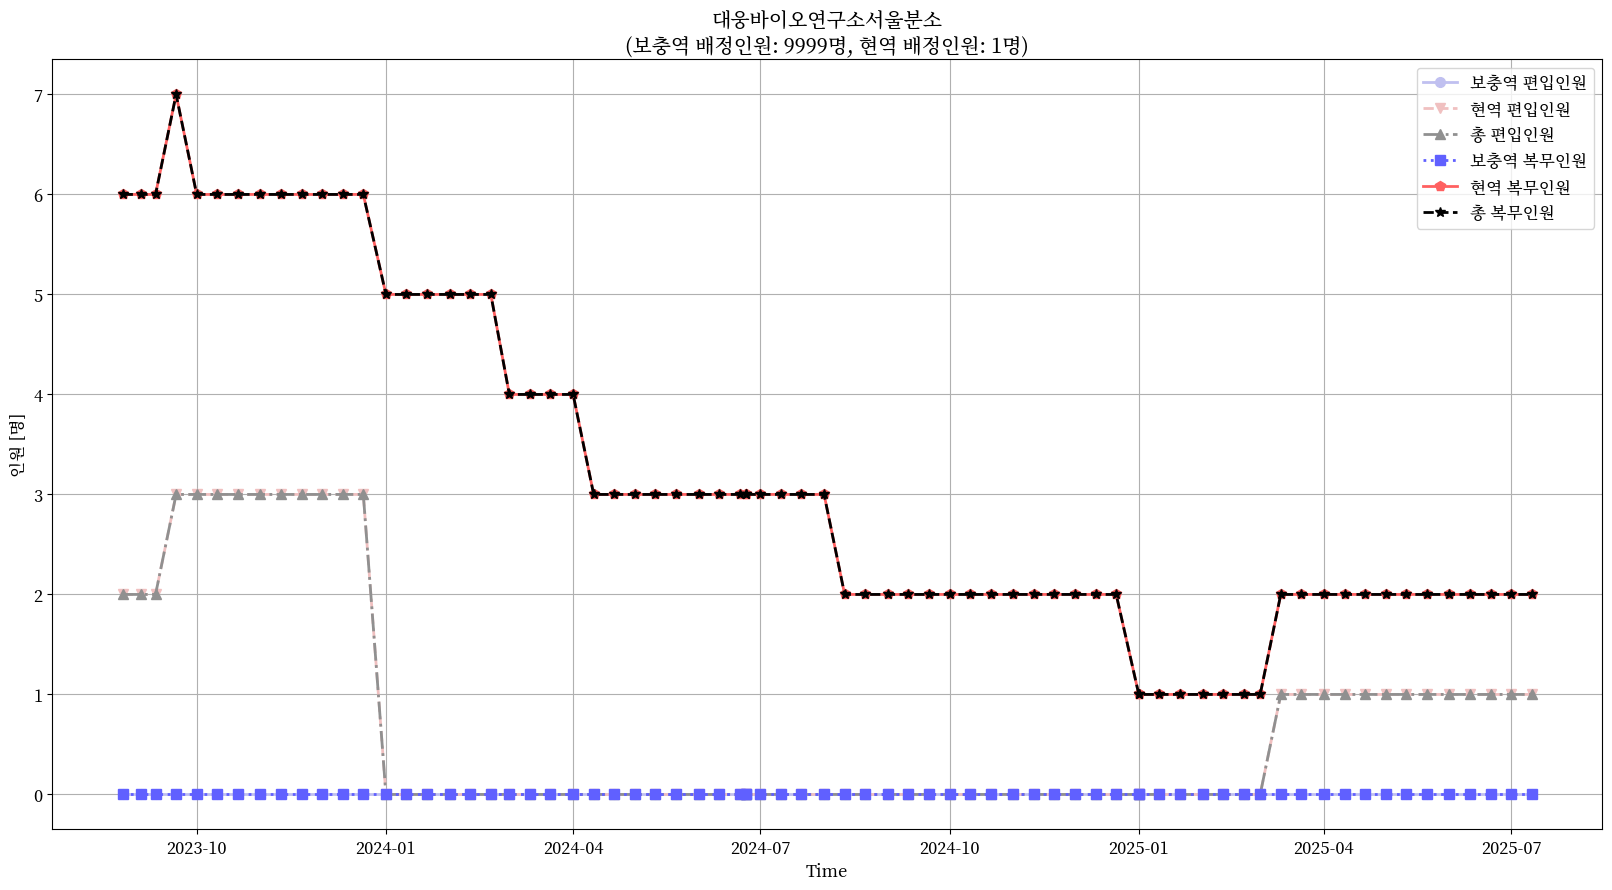 대웅바이오연구소서울분소
(보충역 배정인원: 9999명, 현역 배정인원: 1명)
보충역 편입인원
현역 편입인원
총 편입인원
보충역 복무인원
현역 복무인원
총 복무인원
인원 [명]
7
6
5
4
3
2
1
0
2023-10
2024-01
2024-04
2024-07
2024-10
2025-01
2025-04
2025-07
Time